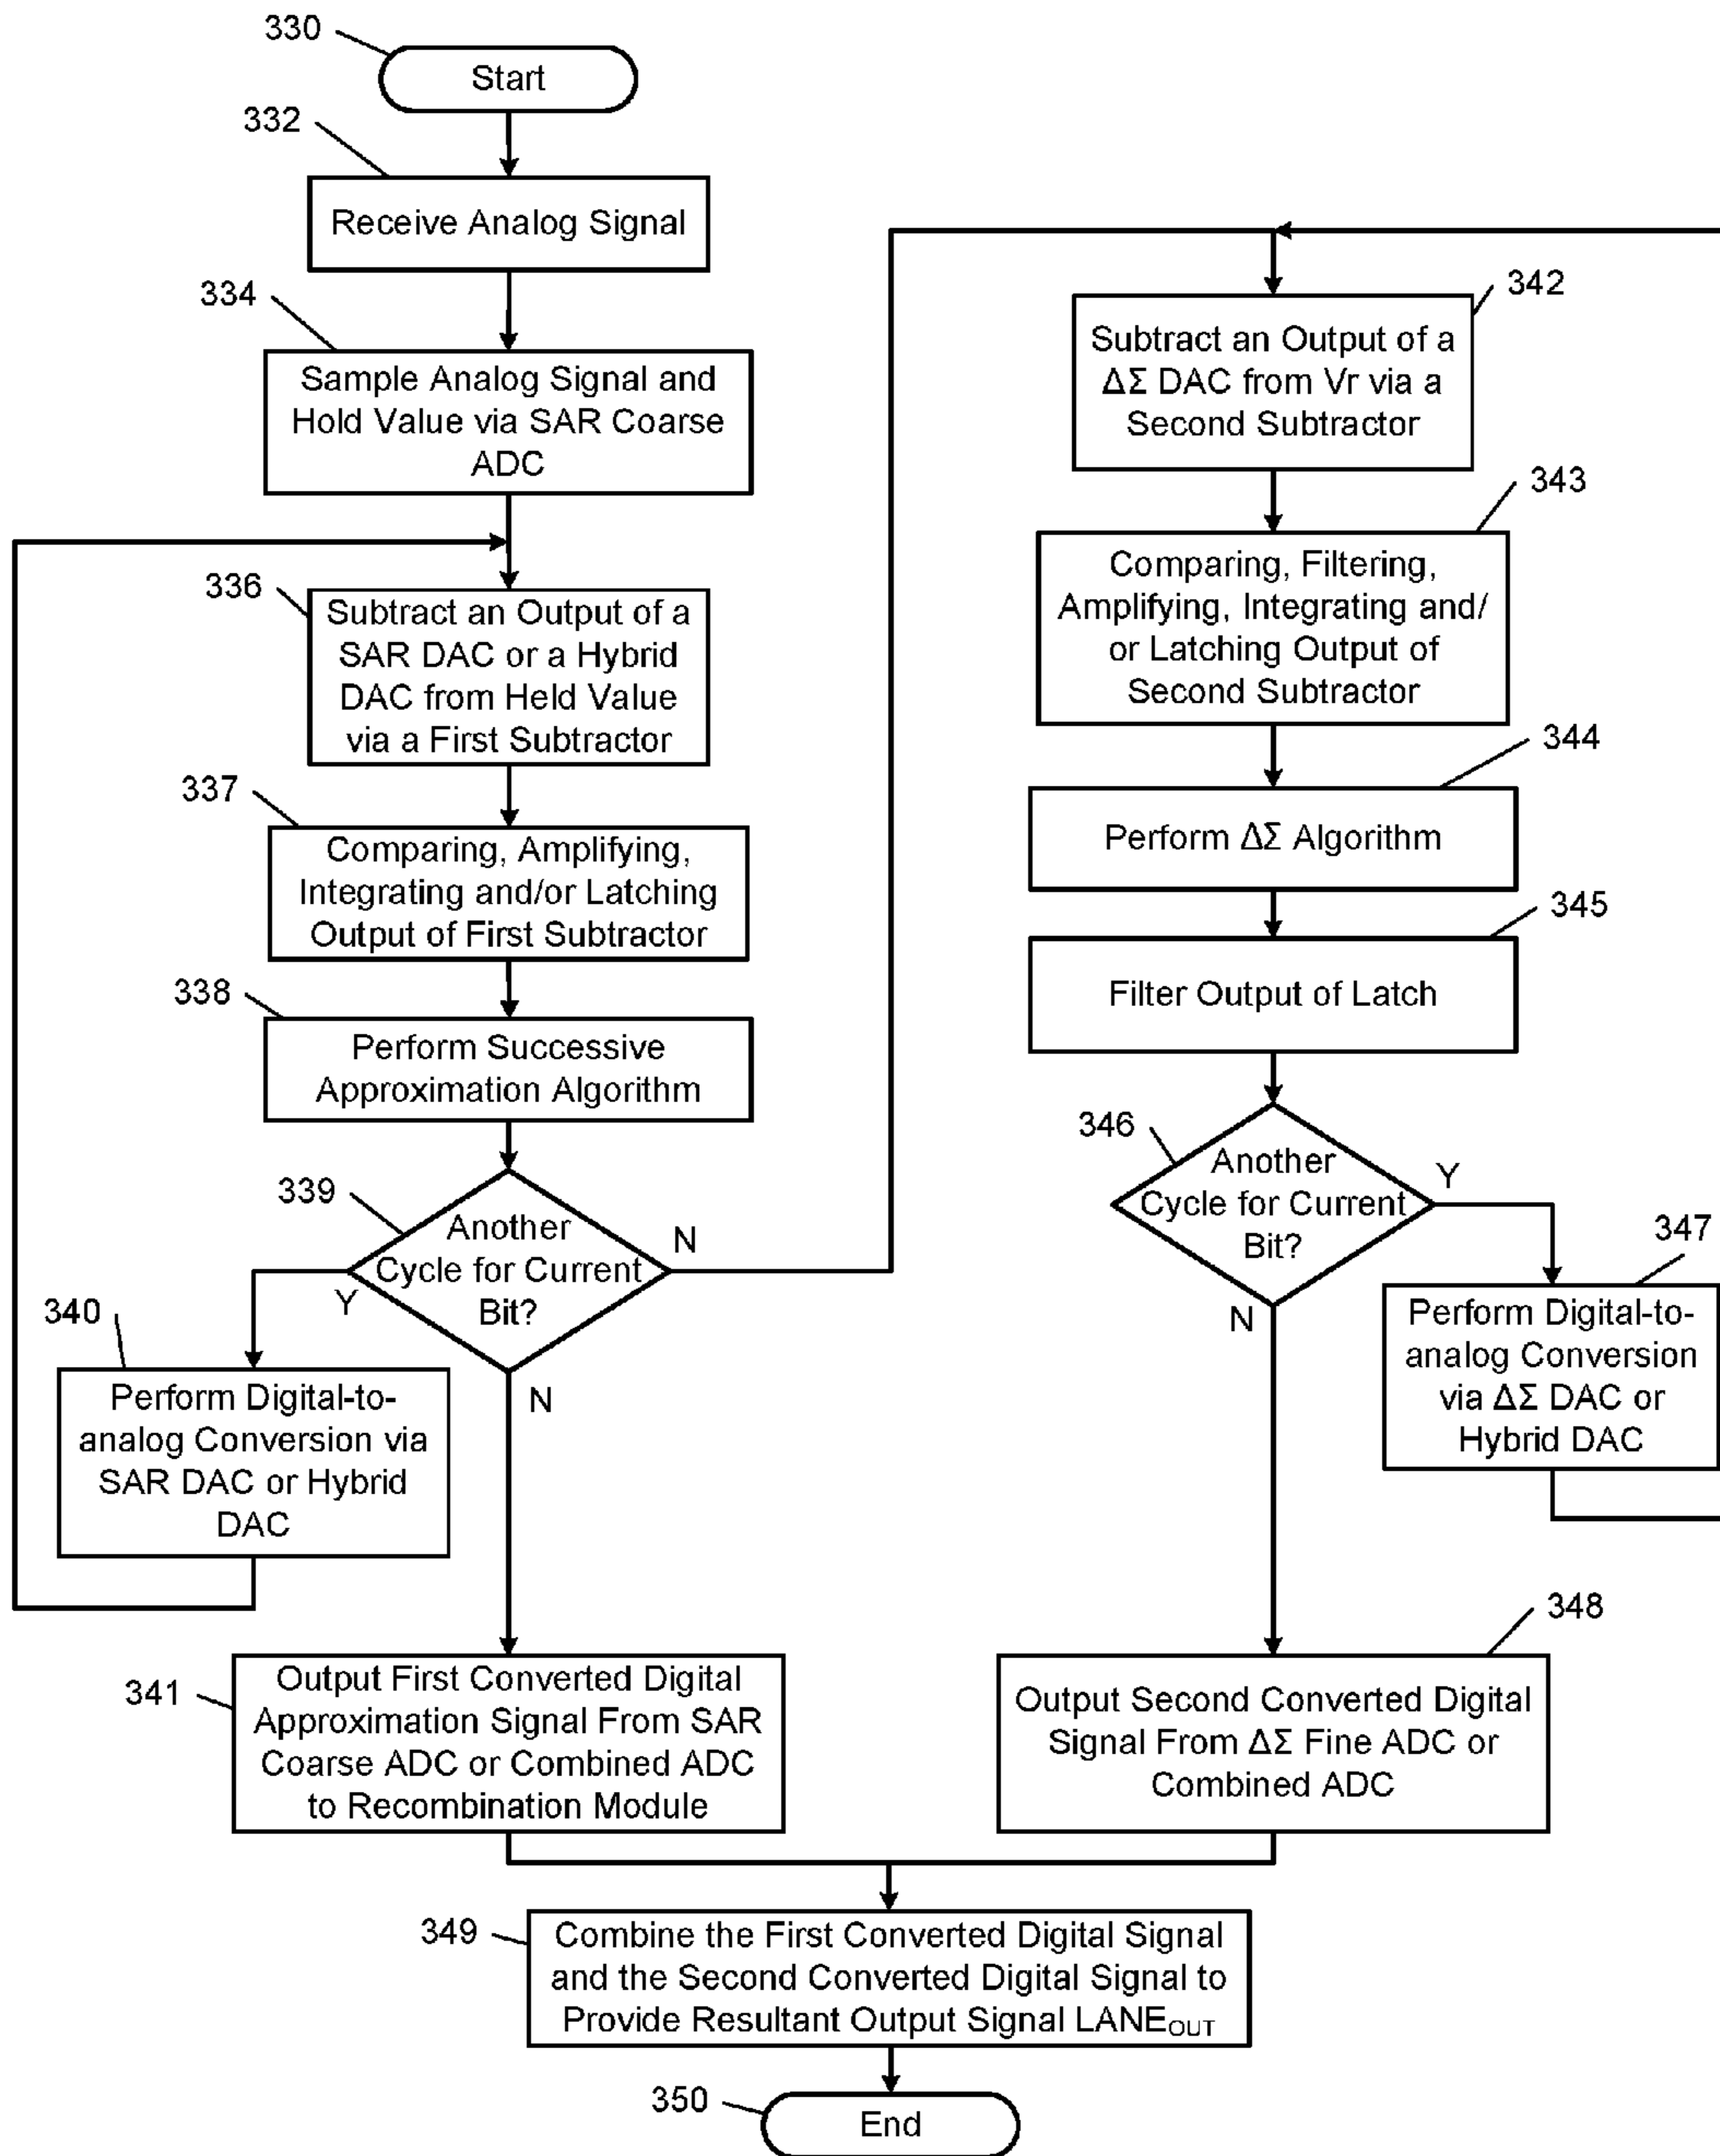 330
Start
332
Receive Analog Signal
334
Sample Analog Signal and
Hold Value via SAR Coarse
ADC
336
Subtract an Output of a
SAR DAC or a Hybrid
DAC from Held Value
via a First Subtractor
337
Comparing, Amplifying,
Integrating and/or Latching
Output of First Subtractor
338
Perform Successive
Approximation Algorithm
339
Another
Cycle for Current
Bit?
Y
N
N
340
Perform Digital-to-
analog Conversion via
SAR DAC or Hybrid
DAC
341
Output First Converted Digital
Approximation Signal From SAR
Coarse ADC or Combined ADC
to Recombination Module
342
Subtract an Output of a
ΔΣ DAC from Vr via a
Second Subtractor
343
Comparing, Filtering,
Amplifying, Integrating and/
or Latching Output of
Second Subtractor
344
Perform ΔΣ Algorithm
345
Filter Output of Latch
346
Another
Cycle for Current
Bit?
Y
N
347
Perform Digital-to-
analog Conversion
via ΔΣ DAC or
Hybrid DAC
348
Output Second Converted Digital
Signal From ΔΣ Fine ADC or
Combined ADC
349
Combine the First Converted Digital Signal
and the Second Converted Digital Signal to
Provide Resultant Output Signal LANEOUT
350
End